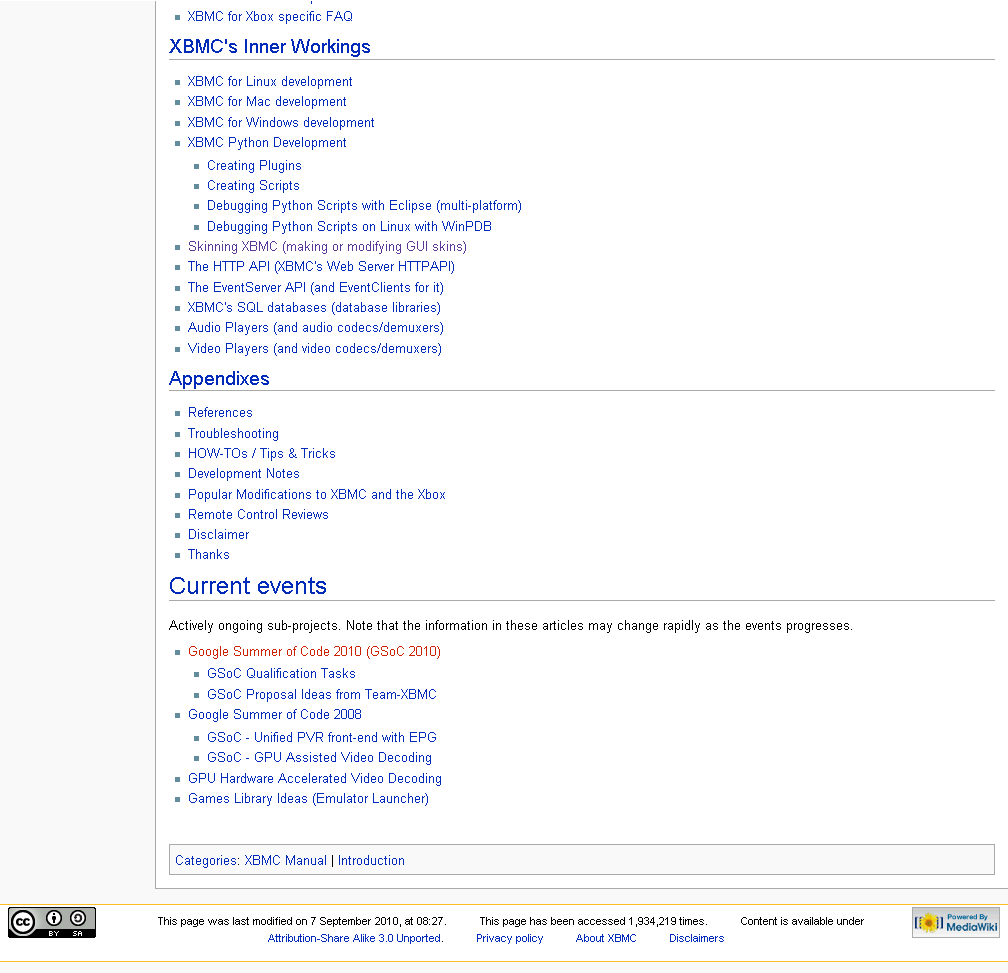 XBMC for Xbox specific FAQ
XBMC's Inner Workings
XBMC for Linux development
XBMC for Mac development
XBMC for Windows development
XBMC Python Development
Creating Plugins
Creating Scripts
Debugging Python Scripts with Eclipse (multi-platform)
Debugging Python Scripts on Linux with WinPDB
Skinning XBMC (making or modifying GUI skins)
The HTTP API (XBMC's Web Server HTTPAPI)
The EventServer API (and EventClients for it)
XBMC's SQL databases (database libraries)
Audio Players (and audio codecs/demuxers)
Video Players (and video codecs/demuxers)
Appendixes
References
Troubleshooting
HOW-TOs / Tips & Tricks
Development Notes
Popular Modifications to XBMC and the Xbox
Remote Control Reviews
Disclaimer
Thanks
Current events
Actively ongoing sub-projects. Note that the information in these articles may change rapidly as the events progresses.
Google Summer of Code 2010 (GSoC 2010)
GSoC Qualification Tasks
GSoC Proposal Ideas from Team-XBMC
Google Summer of Code 2008
GSoC - Unified PVR front-end with EPG
GSoC - GPU Assisted Video Decoding
GPU Hardware Accelerated Video Decoding
Games Library Ideas (Emulator Launcher)
Categories: XBMC Manual | Introduction
cc BY SA
This page was last modified on 7 September 2010, at 08:27. This page has been accessed 1,934,219 times. Content is available under
Attribution-Share Alike 3.0 Unported. Privacy policy About XBMC Disclaimers
Powered By
MediaWiki